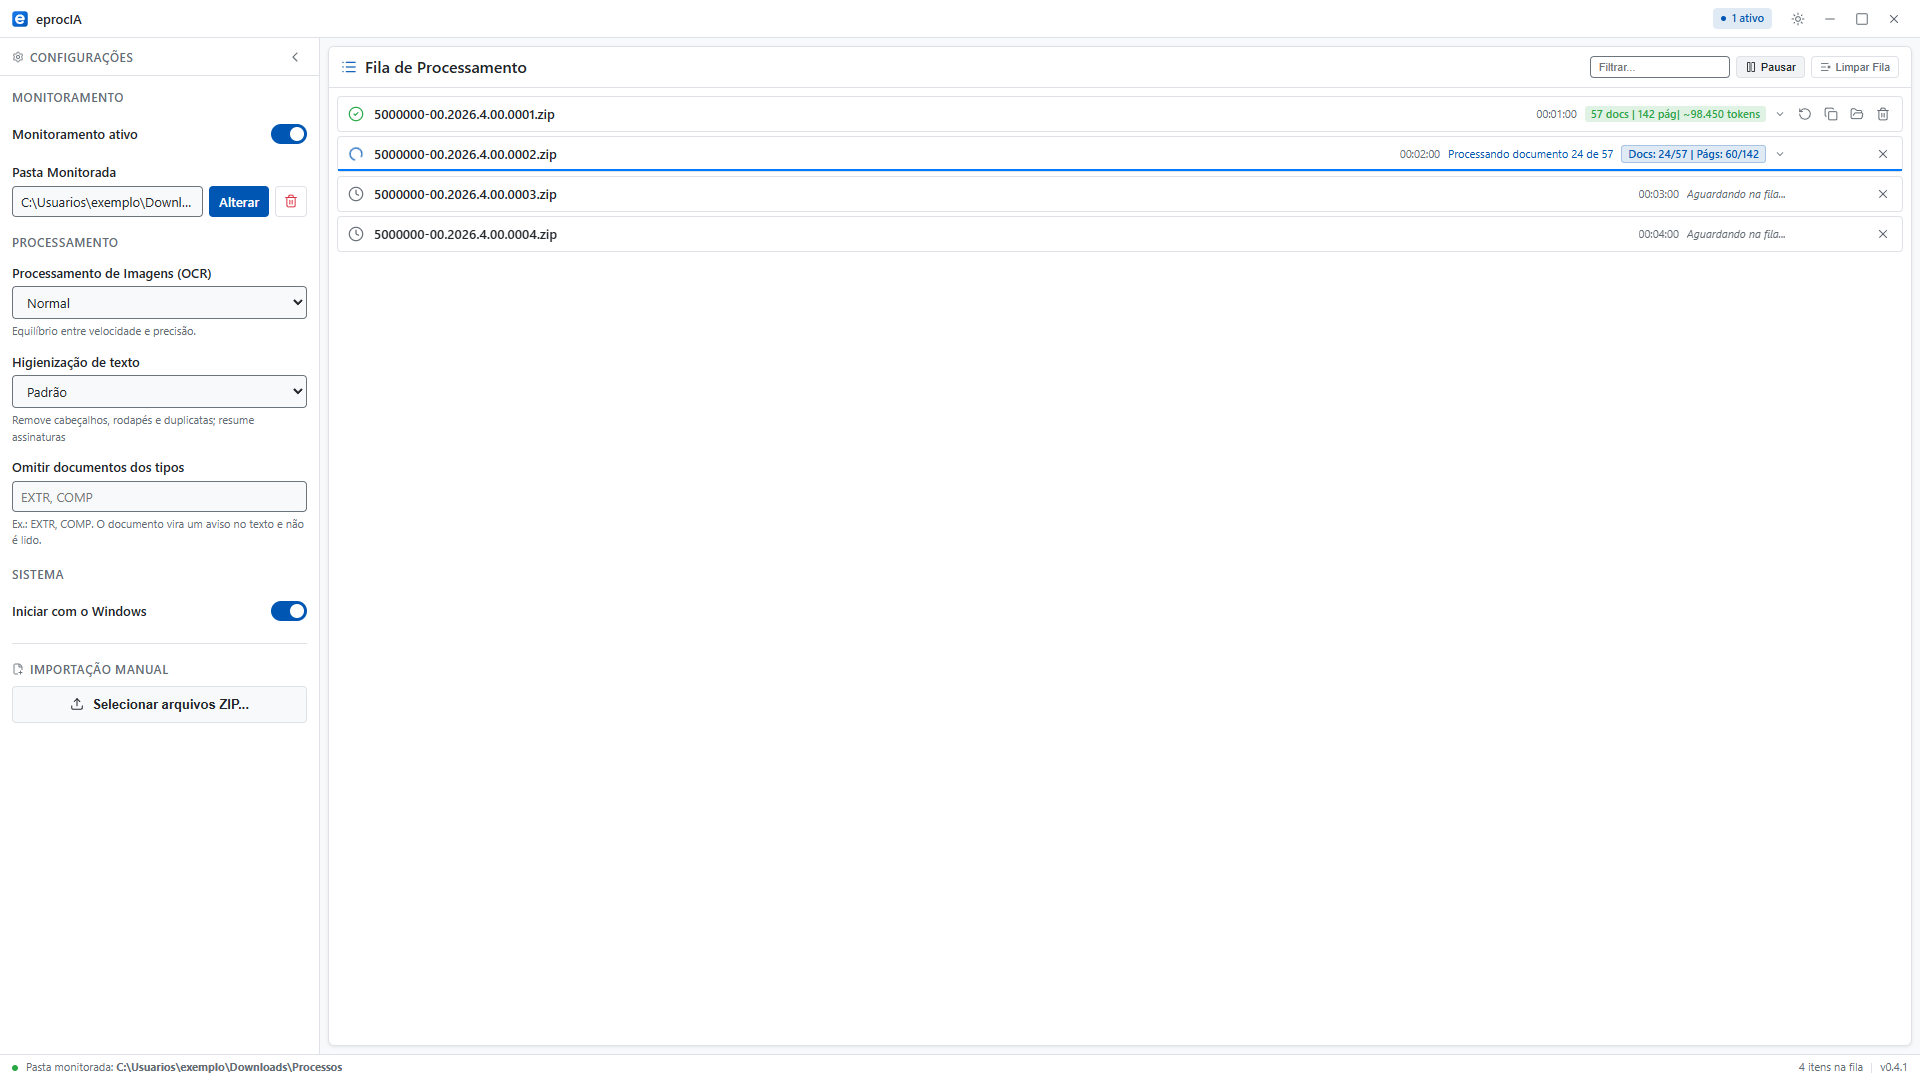 eprocIA
1 ativo
CONFIGURAÇÕES
MONITORAMENTO
Monitoramento ativo
Pasta Monitorada
C:\Usuarios\exemplo\Downl...
Alterar
PROCESSAMENTO
Processamento de Imagens (OCR)
Normal
Equilíbrio entre velocidade e precisão.
Higienização de texto
Padrão
Remove cabeçalhos, rodapés e duplicatas; resume
assinaturas
Omitir documentos dos tipos
EXTR, COMP
Ex.: EXTR, COMP. O documento vira um aviso no texto e não
é lido.
SISTEMA
Iniciar com o Windows
IMPORTAÇÃO MANUAL
Selecionar arquivos ZIP...
Fila de Processamento
Filtrar...
Pausar
Limpar Fila
5000000-00.2026.4.00.0001.zip 00:01:00 57 docs | 142 pág| ~98.450 tokens
5000000-00.2026.4.00.0002.zip 00:02:00 Processando documento 24 de 57 Docs: 24/57 | Págs: 60/142
5000000-00.2026.4.00.0003.zip 00:03:00 Aguardando na fila...
5000000-00.2026.4.00.0004.zip 00:04:00 Aguardando na fila...
Pasta monitorada: C:\Usuarios\exemplo\Downloads\Processos
4 itens na fila | v0.4.1